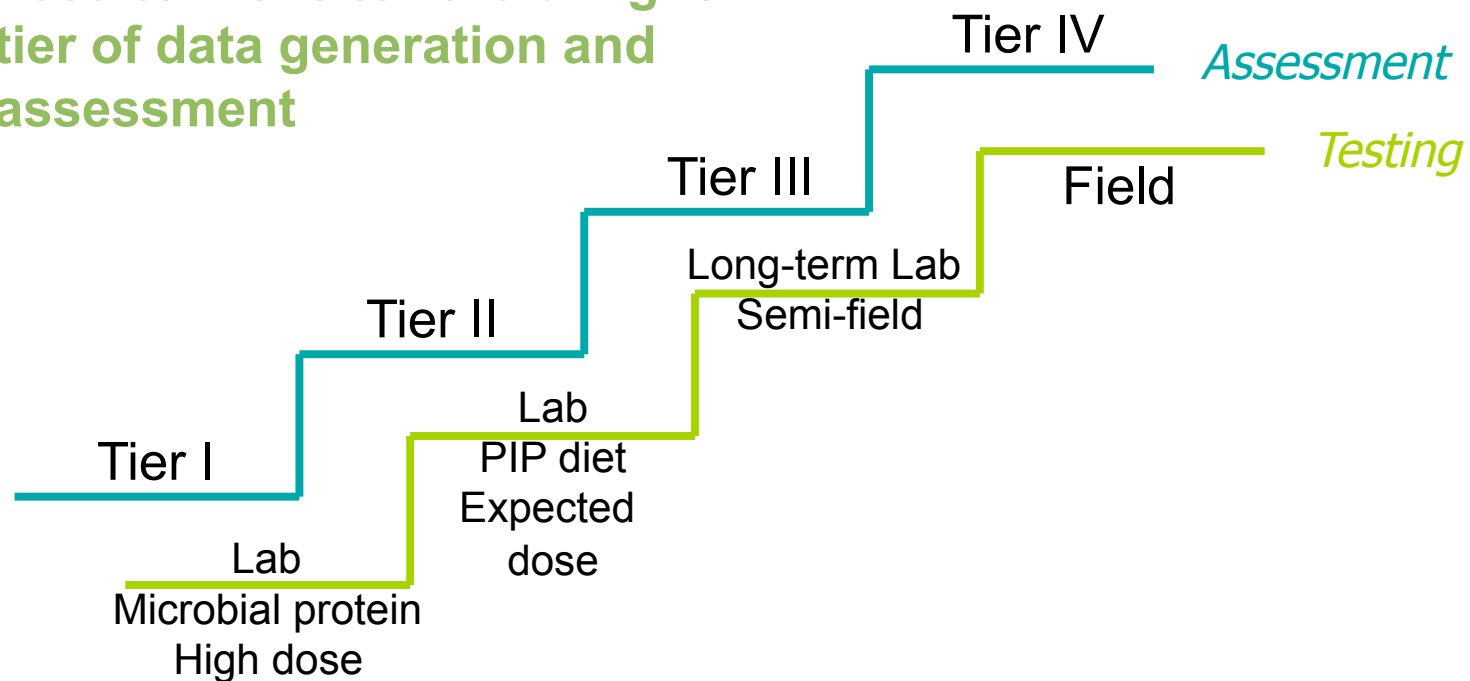 tier of data generation and
assessment
Tier IV
Assessment
Testing
Tier III
Field
Long-term Lab
Semi-field
Tier II
Lab
PIP diet
Expected
dose
Tier I
Lab
Microbial protein
High dose